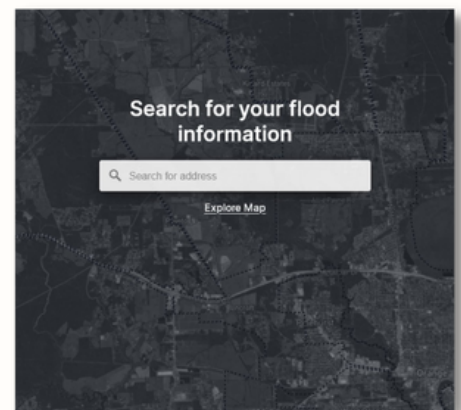 Search for your flood
information
Search for address
Explore Map